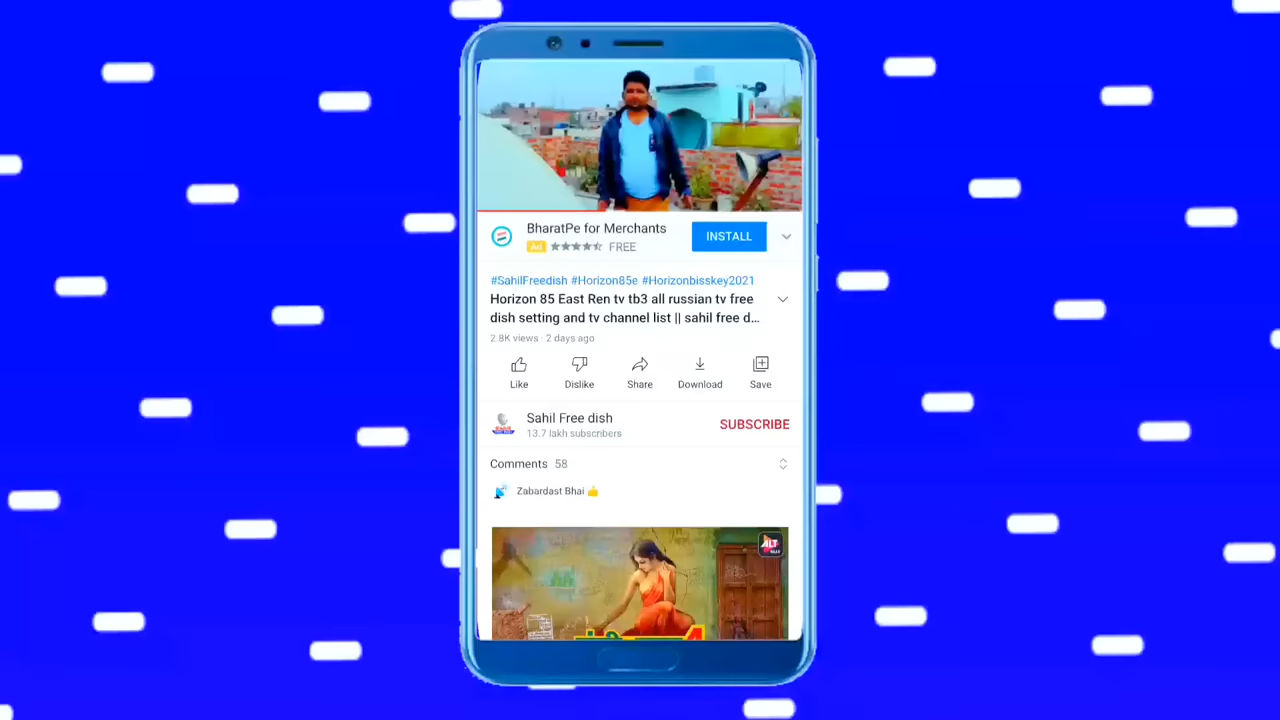 BharatPe for Merchants
Ad FREE
INSTALL
#SahilFreedish #Horizon85e #Horizonbisskey2021
Horizon 85 East Ren tv tb3 all russian tv free
dish setting and tv channel list || sahil free d...
2.8K views · 2 days ago
Like Dislike Share Download Save
Sahil Free dish
13.7 lakh subscribers
SUBSCRIBE
Comments 58
Zabardast Bhai 👍
ALT